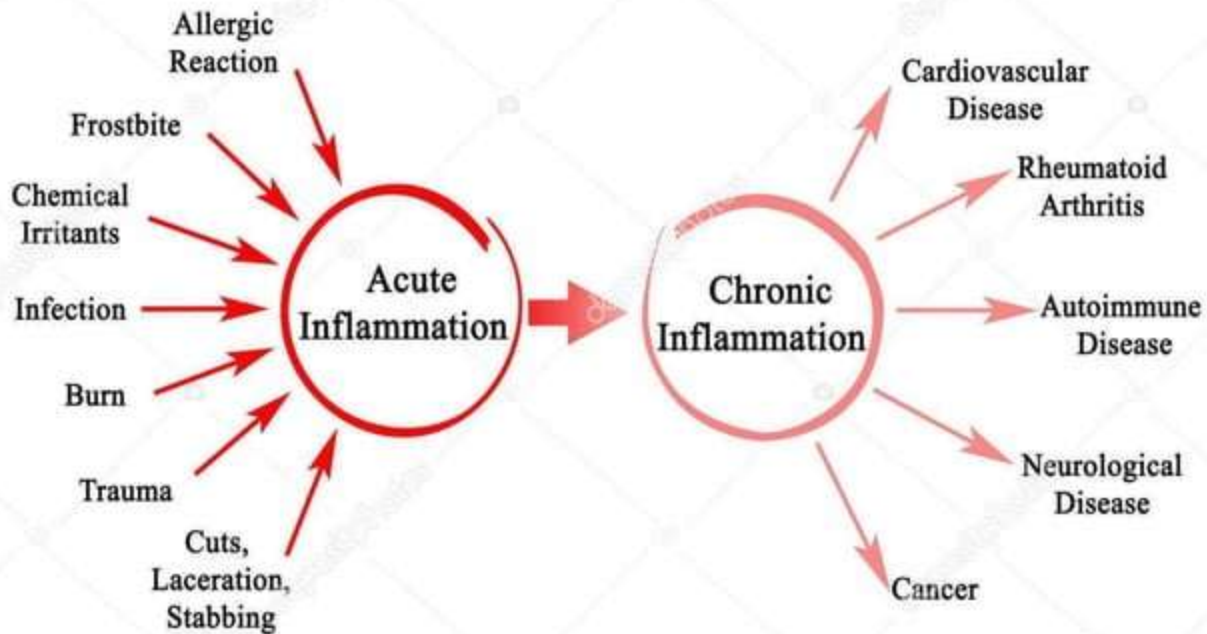 Allergic
Reaction
Frostbite
Chemical
Irritants
Infection
Burn
Trauma
Cuts,
Laceration,
Stabbing
Acute
Inflammation
Chronic
Inflammation
Cardiovascular
Disease
Rheumatoid
Arthritis
Autoimmune
Disease
Neurological
Disease
Cancer